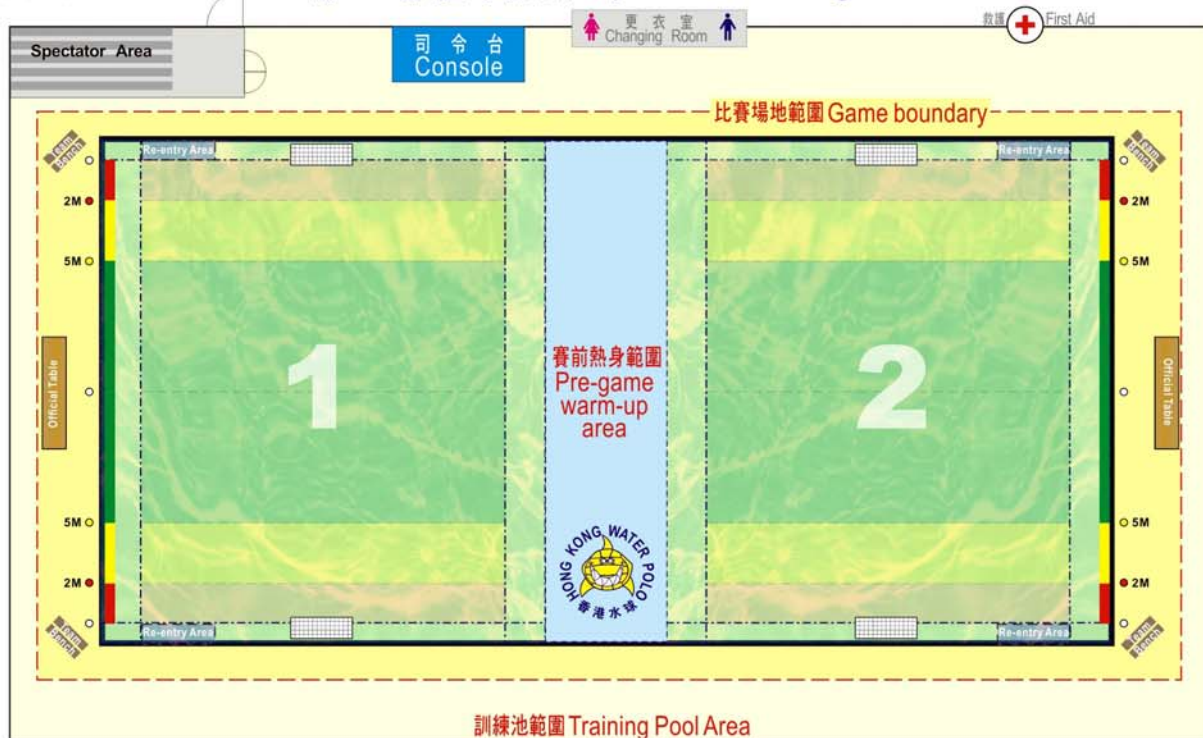 Spectator Area
司令台
Console
更衣室
Changing Room
救護 First Aid
比賽場地範圍 Game boundary
Team Bench
Re-entry Area
Re-entry Area
Team Bench
2M
2M
5M
5M
1
2
賽前熱身範圍
Pre-game
warm-up
area
Official Table
Official Table
5M
5M
HONG KONG WATER POLO
香港水球
2M
2M
Team Bench
Re-entry Area
Re-entry Area
Team Bench
訓練池範圍 Training Pool Area